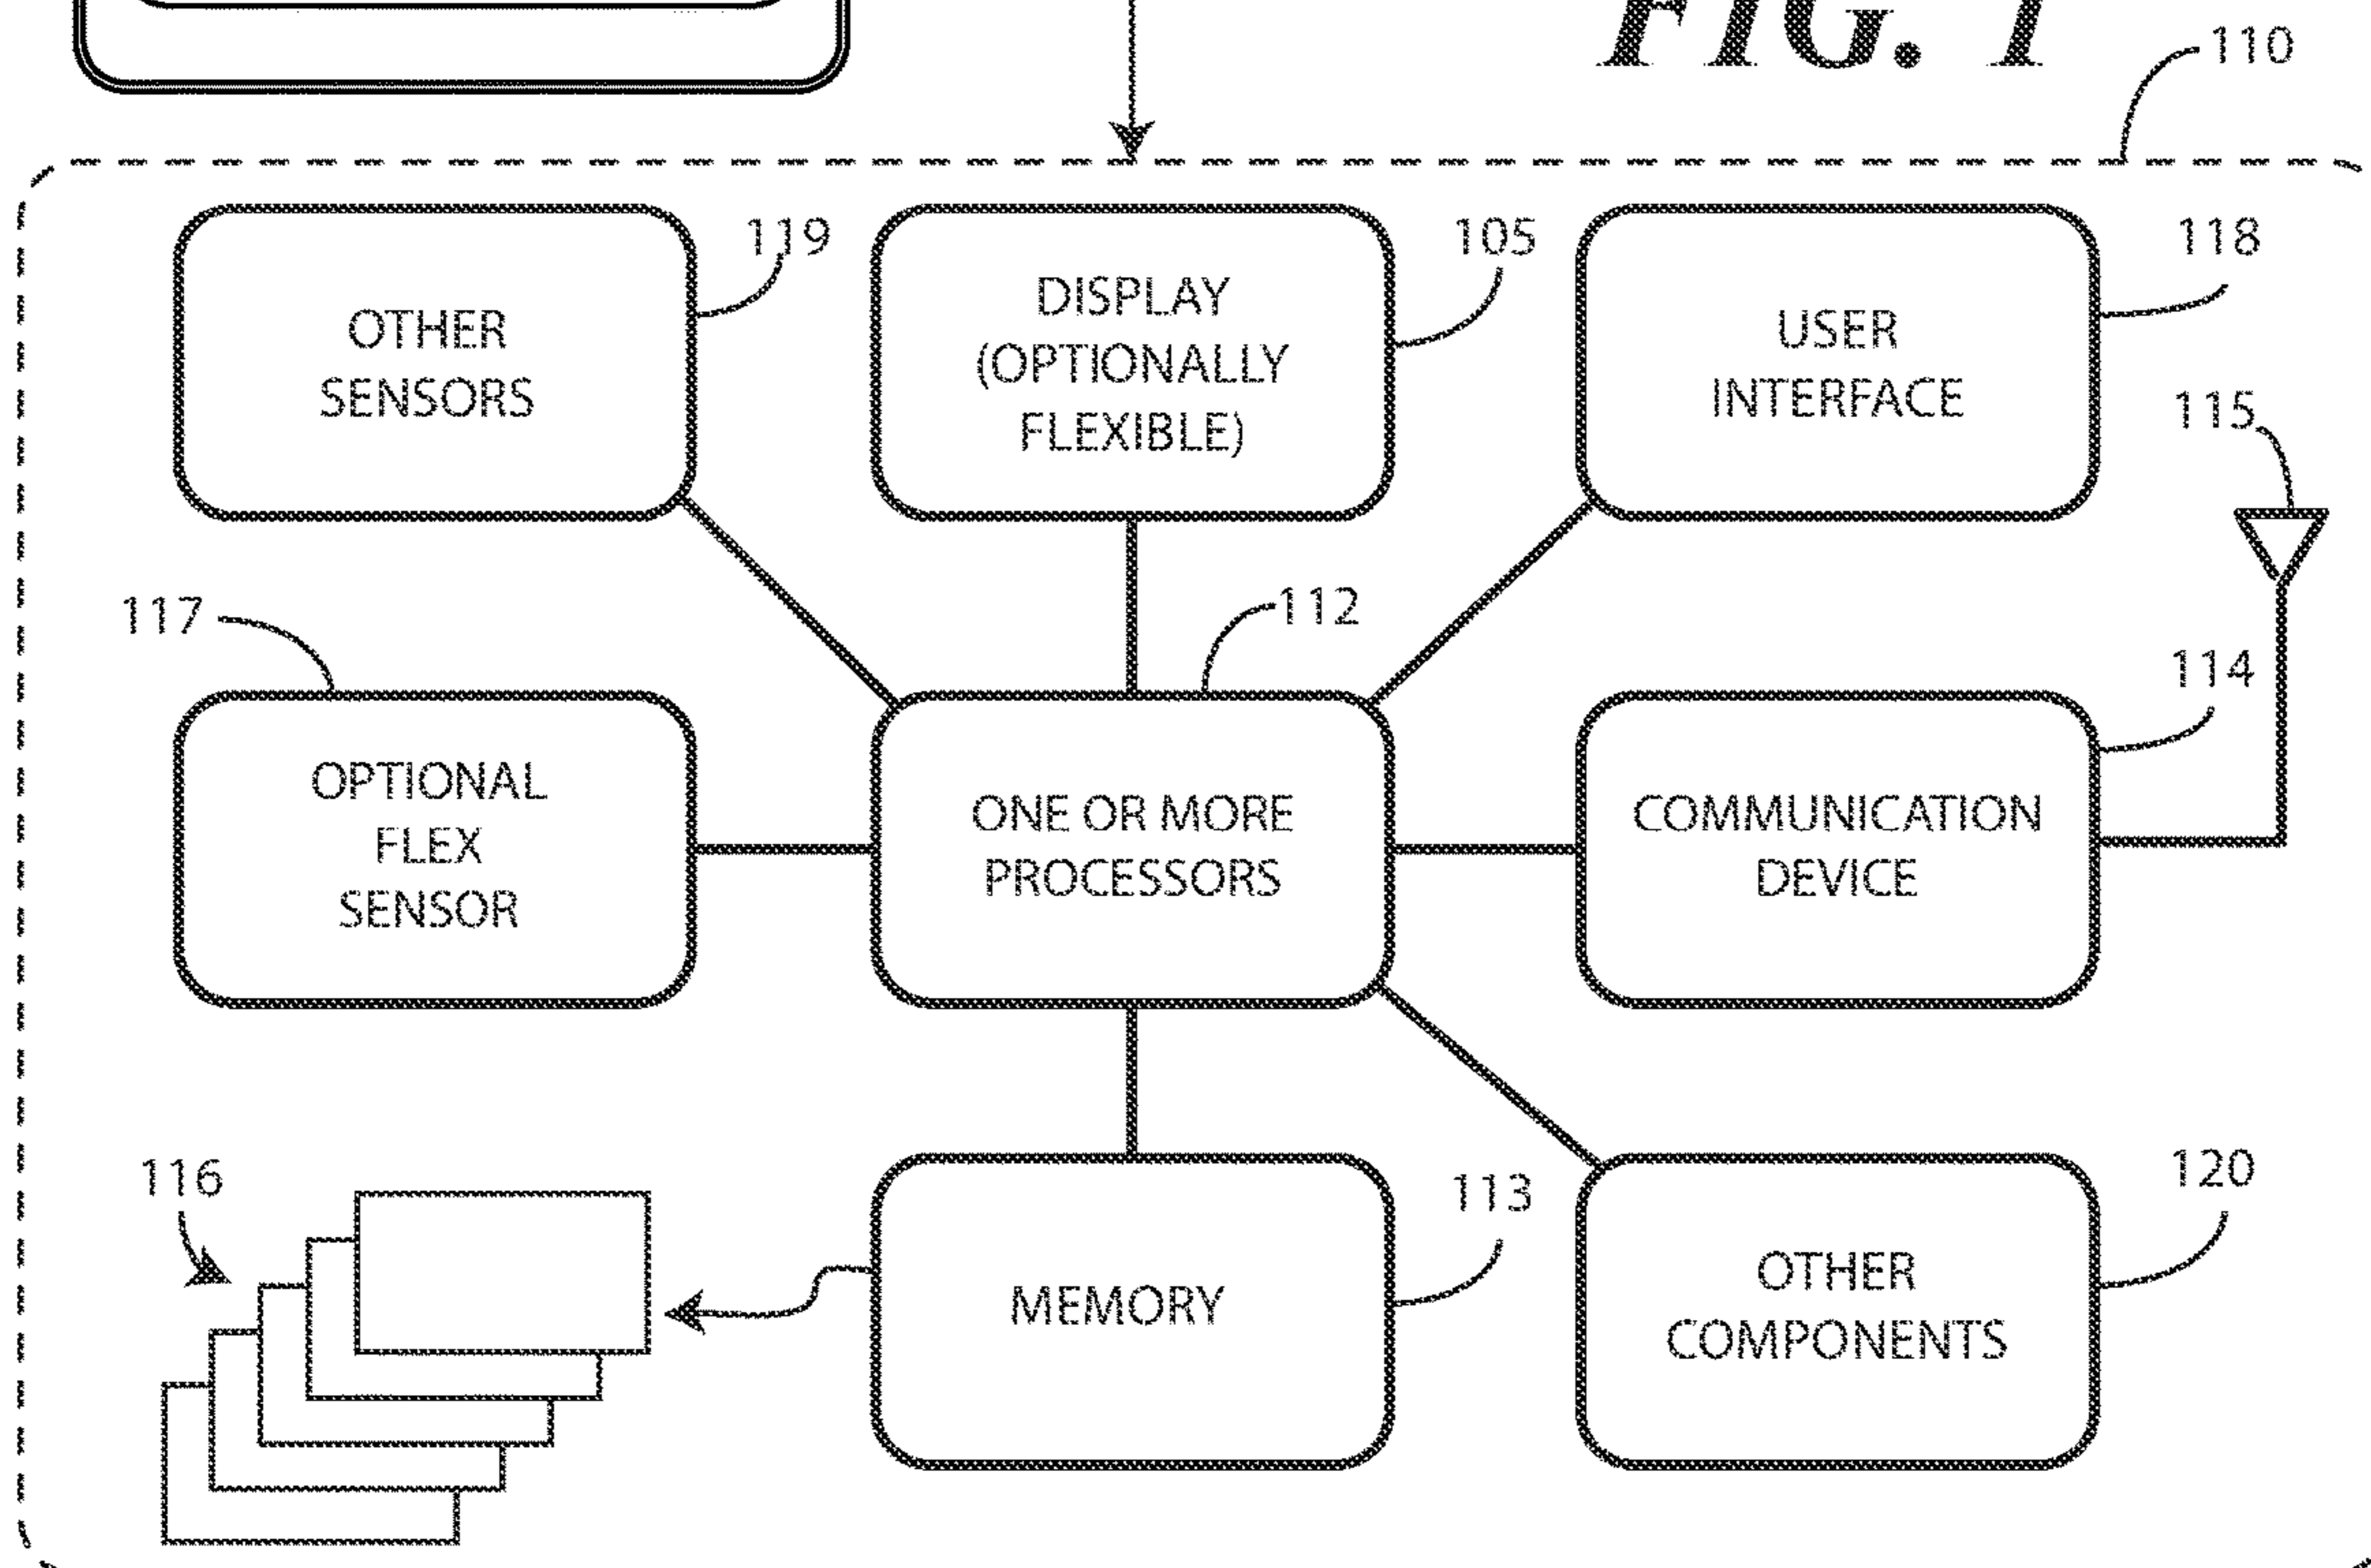 FIG. 1
110
119
105
118
OTHER
SENSORS
DISPLAY
(OPTIONALLY
FLEXIBLE)
USER
INTERFACE
115
117
112
114
OPTIONAL
FLEX
SENSOR
ONE OR MORE
PROCESSORS
COMMUNICATION
DEVICE
116
113
120
MEMORY
OTHER
COMPONENTS